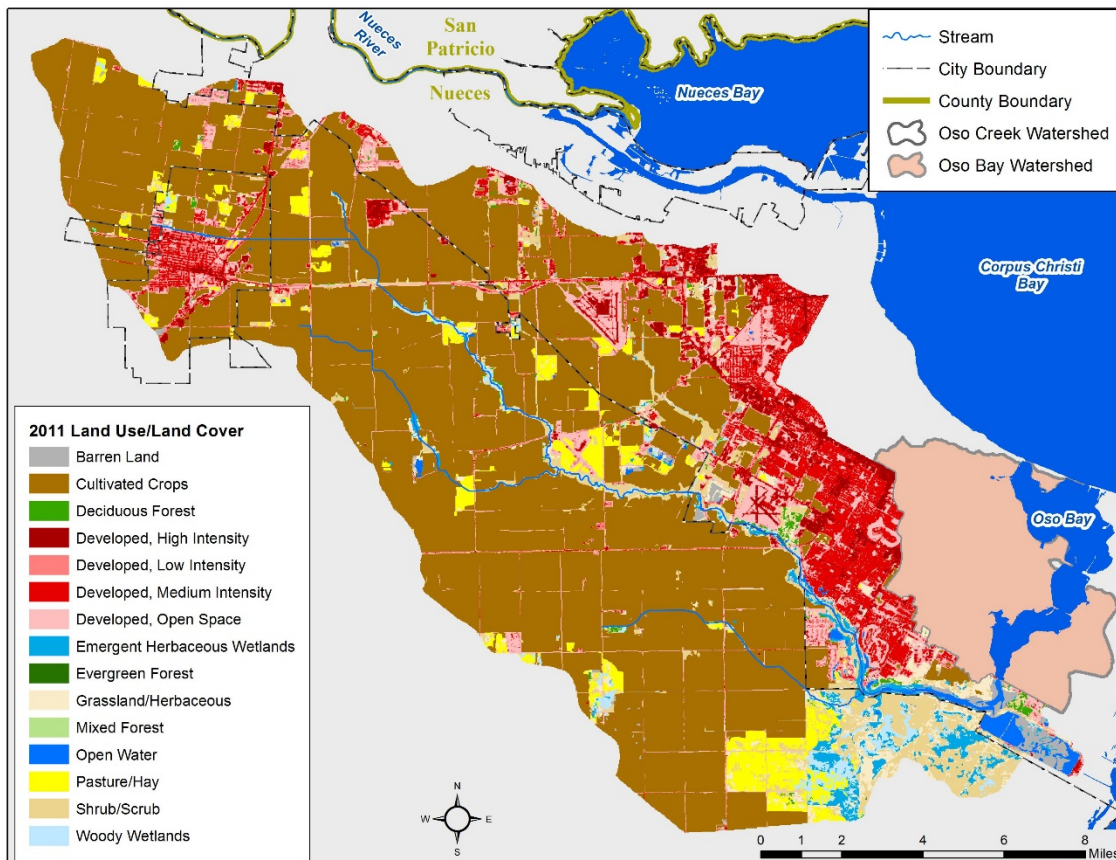 Nueces
River
San
Patricio
Nueces
Nueces Bay
Corpus Christi
Bay
Oso Bay
Stream
City Boundary
County Boundary
Oso Creek Watershed
Oso Bay Watershed
2011 Land Use/Land Cover
Barren Land
Cultivated Crops
Deciduous Forest
Developed, High Intensity
Developed, Low Intensity
Developed, Medium Intensity
Developed, Open Space
Emergent Herbaceous Wetlands
Evergreen Forest
Grassland/Herbaceous
Mixed Forest
Open Water
Pasture/Hay
Shrub/Scrub
Woody Wetlands
N
W E
S
0 1 2 4 6 8
Miles